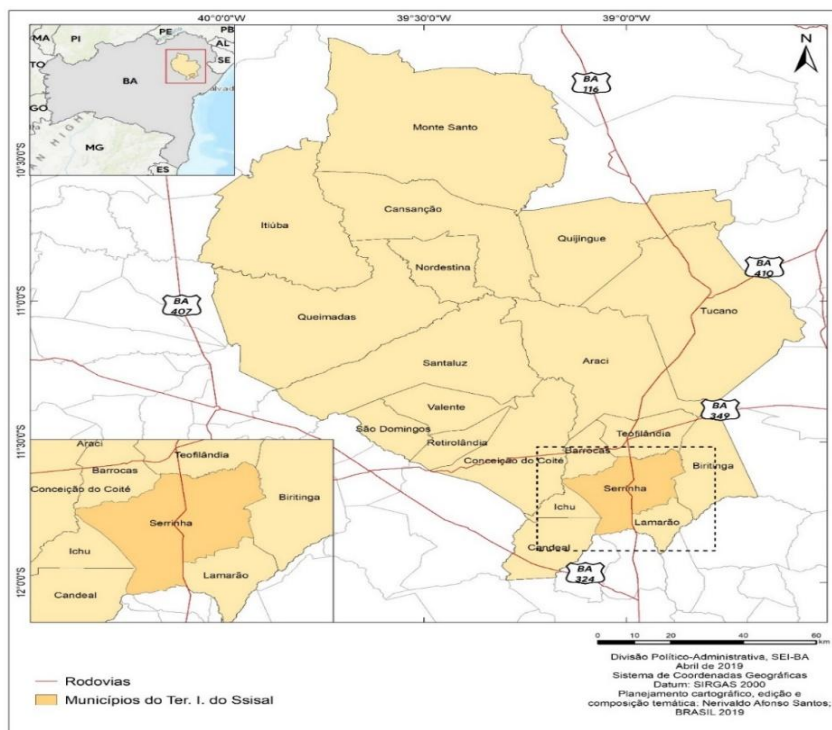 40°0'0"W
39°30'0"W
39°0'0"W
MA
PI
PE
PB
AL
SE
TO
BA
GO
MG
ES
N
BA
116
10°30'0"S
Monte Santo
Itiúba
Cansanção
Quijingue
Nordestina
BA
410
11°0'0"S
BA
407
Queimadas
Tucano
Santaluz
Araci
Valente
BA
349
São Domingos
Teofilândia
Retirolândia
Barrocas
Conceição do Coité
Biritinga
Serrinha
Ichu
Lamarão
Candeal
BA
324
12°0'0"S
Araci
Teofilândia
Barrocas
Conceição do Coité
Biritinga
Serrinha
Ichu
Lamarão
Candeal
0 10 20 40 60
km
Rodovias
Municípios do Ter. I. do Ssisal
Divisão Político-Administrativa, SEI-BA
Abril de 2019
Sistema de Coordenadas Geográficas
Datum: SIRGAS 2000
Planejamento cartográfico, edição e
composição temática: Nerivaldo Afonso Santos;
BRASIL 2019